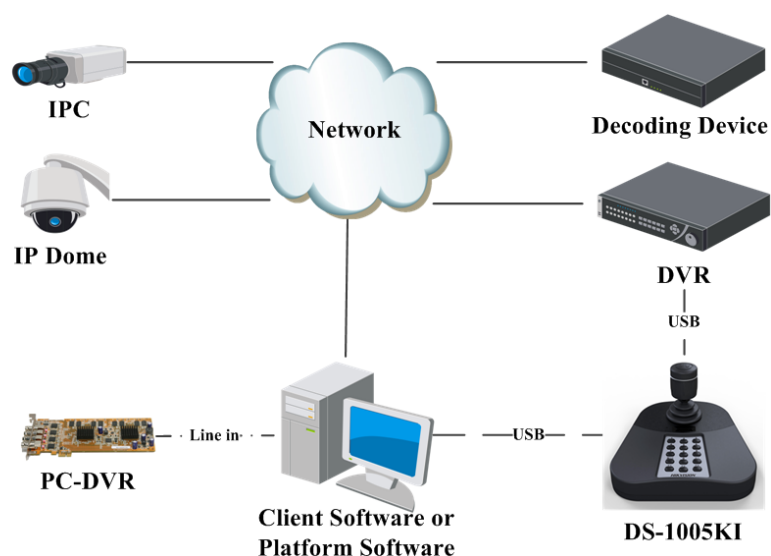 IPC
Network
Decoding Device
IP Dome
DVR
USB
Line in
USB
PC-DVR
Client Software or
Platform Software
DS-1005KI